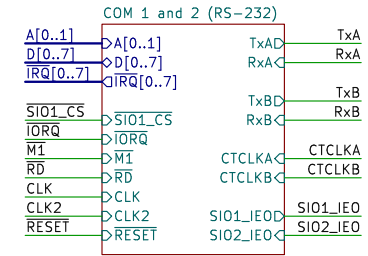 COM 1 and 2 (RS-232)
A[0..1] A[0..1] TxA TxA
D[0..7] D[0..7] RxA RxA
IRQ[0..7] IRQ[0..7]
TxB TxB
SIO1_CS SIO1_CS RxB RxB
IORQ IORQ
M1 M1 CTCLKA CTCLKA
RD RD CTCLKB CTCLKB
CLK CLK
CLK2 CLK2 SIO1_IEO SIO1_IEO
RESET RESET SIO2_IEO SIO2_IEO